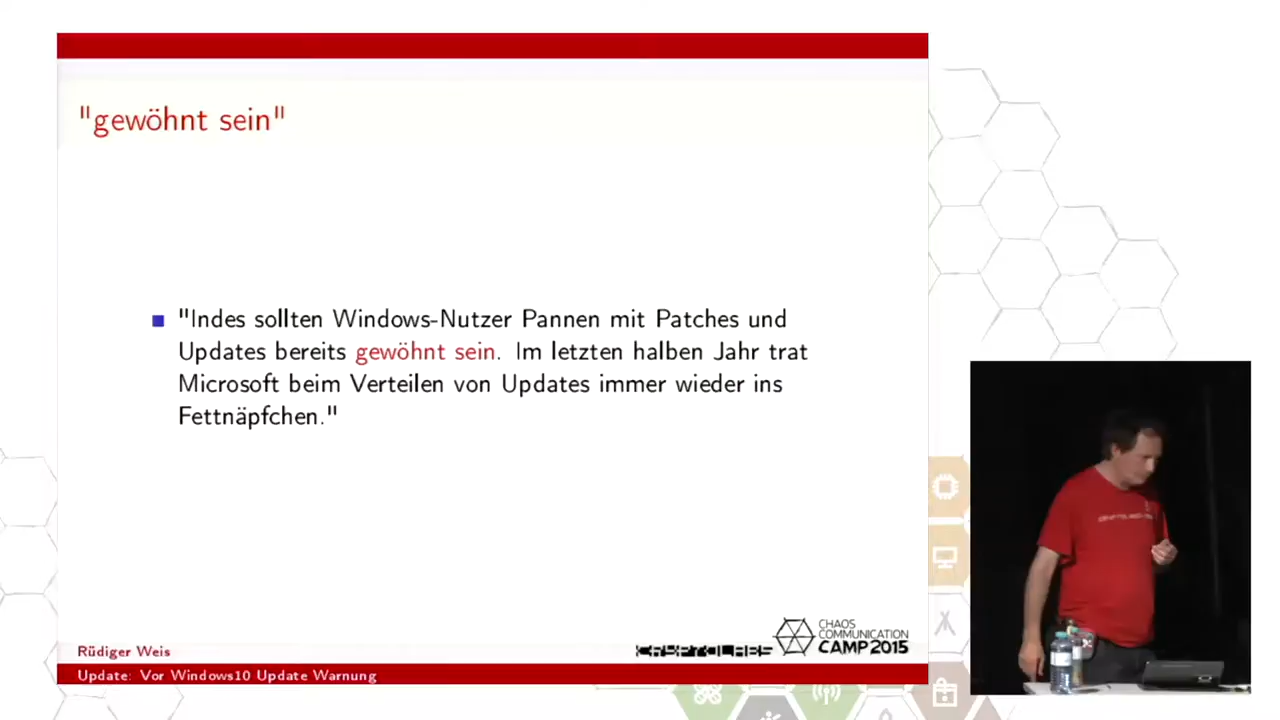 "gewöhnt sein"
"Indes sollten Windows-Nutzer Pannen mit Patches und
Updates bereits gewöhnt sein. Im letzten halben Jahr trat
Microsoft beim Verteilen von Updates immer wieder ins
Fettnäpfchen."
CHAOS
COMMUNICATION
CAMP 2015
CRYPTOLABS
Rüdiger Weis
Update: Vor Windows10 Update Warnung